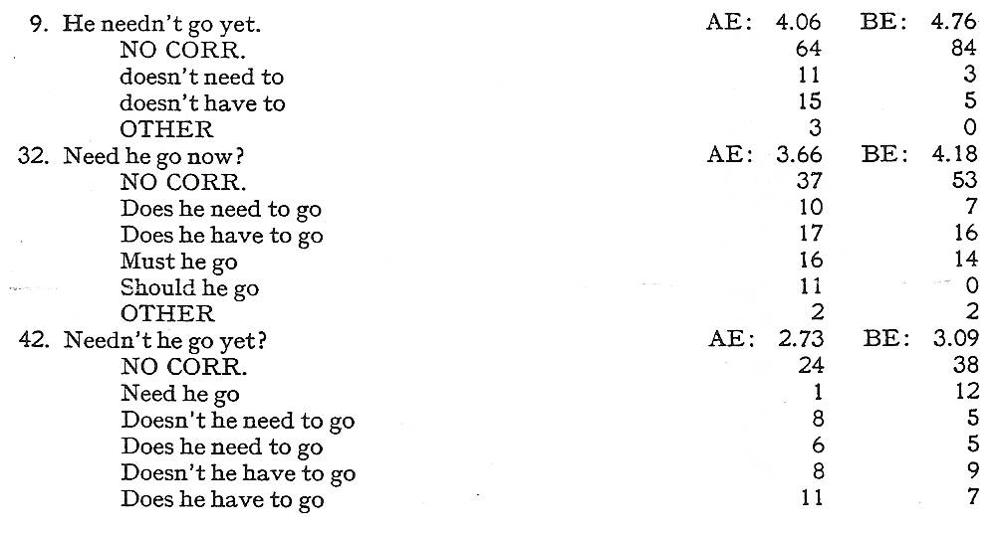 9. He needn't go yet. AE: 4.06 BE: 4.76
NO CORR. 64 84
doesn't need to 11 3
doesn't have to 15 5
OTHER 3 0
32. Need he go now? AE: 3.66 BE: 4.18
NO CORR. 37 53
Does he need to go 10 7
Does he have to go 17 16
Must he go 16 14
Should he go 11 0
OTHER 2 2
42. Needn't he go yet? AE: 2.73 BE: 3.09
NO CORR. 24 38
Need he go 1 12
Doesn't he need to go 8 5
Does he need to go 6 5
Doesn't he have to go 8 9
Does he have to go 11 7